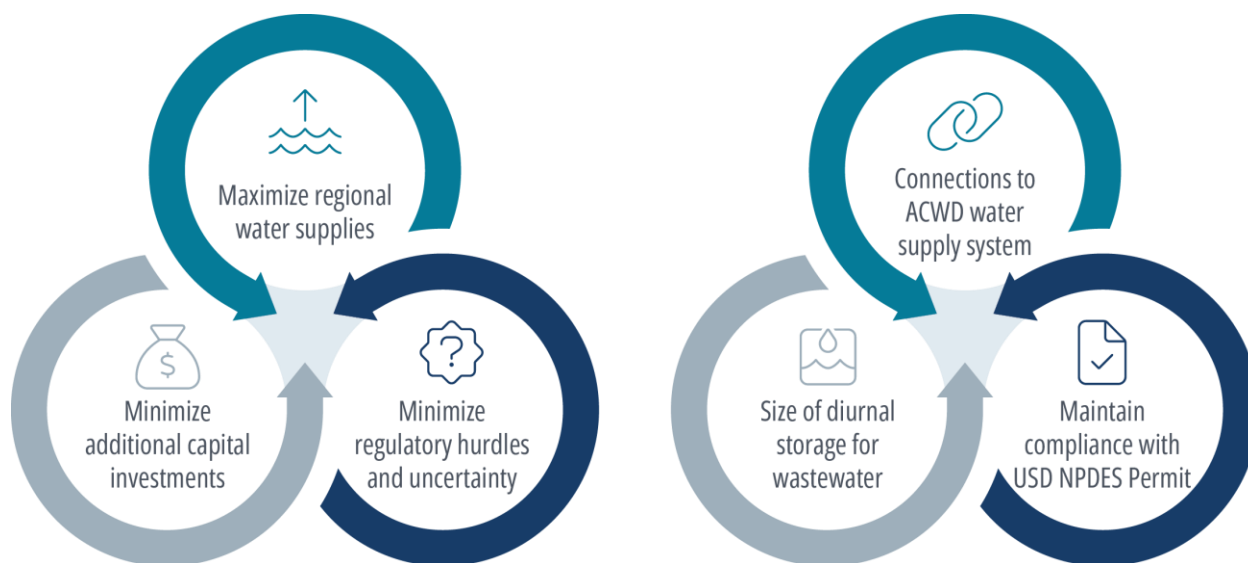 Maximize regional
water supplies
$
Minimize
additional capital
investments
?
Minimize
regulatory hurdles
and uncertainty
Connections to
ACWD water
supply system
Size of diurnal
storage for
wastewater
Maintain
compliance with
USD NPDES Permit